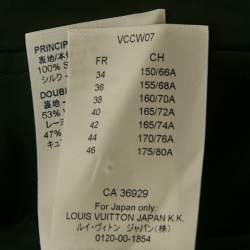 VCCW07
FR CH
34 150/66A
36 155/68A
38 160/70A
40 165/72A
42 165/74A
44 170/76A
46 175/80A
CA 36929
For Japan only:
LOUIS VUITTON JAPAN K.K.
ルイ・ヴィトン ジャパン(株)
0120-00-1854
PRINCIP
表地/本体
100% S
シルク
DOUBL
裏地
53% V
レーヨ
47%
キュ